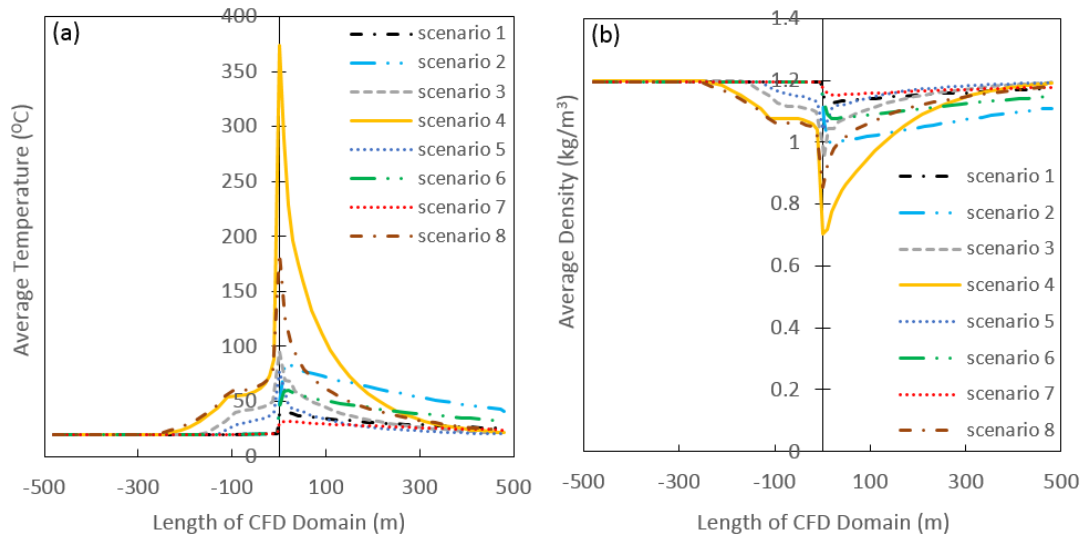 (a)
400
350
300
250
200
150
100
50
0
-500
-300
-100
100
300
500
Average Temperature (⁰C)
Length of CFD Domain (m)
scenario 1
scenario 2
scenario 3
scenario 4
scenario 5
scenario 6
scenario 7
scenario 8
(b)
1.4
1.2
1
0.8
0.6
0.4
0.2
0
-500
-300
-100
100
300
500
Average Density (kg/m³)
Length of CFD Domain (m)
scenario 1
scenario 2
scenario 3
scenario 4
scenario 5
scenario 6
scenario 7
scenario 8